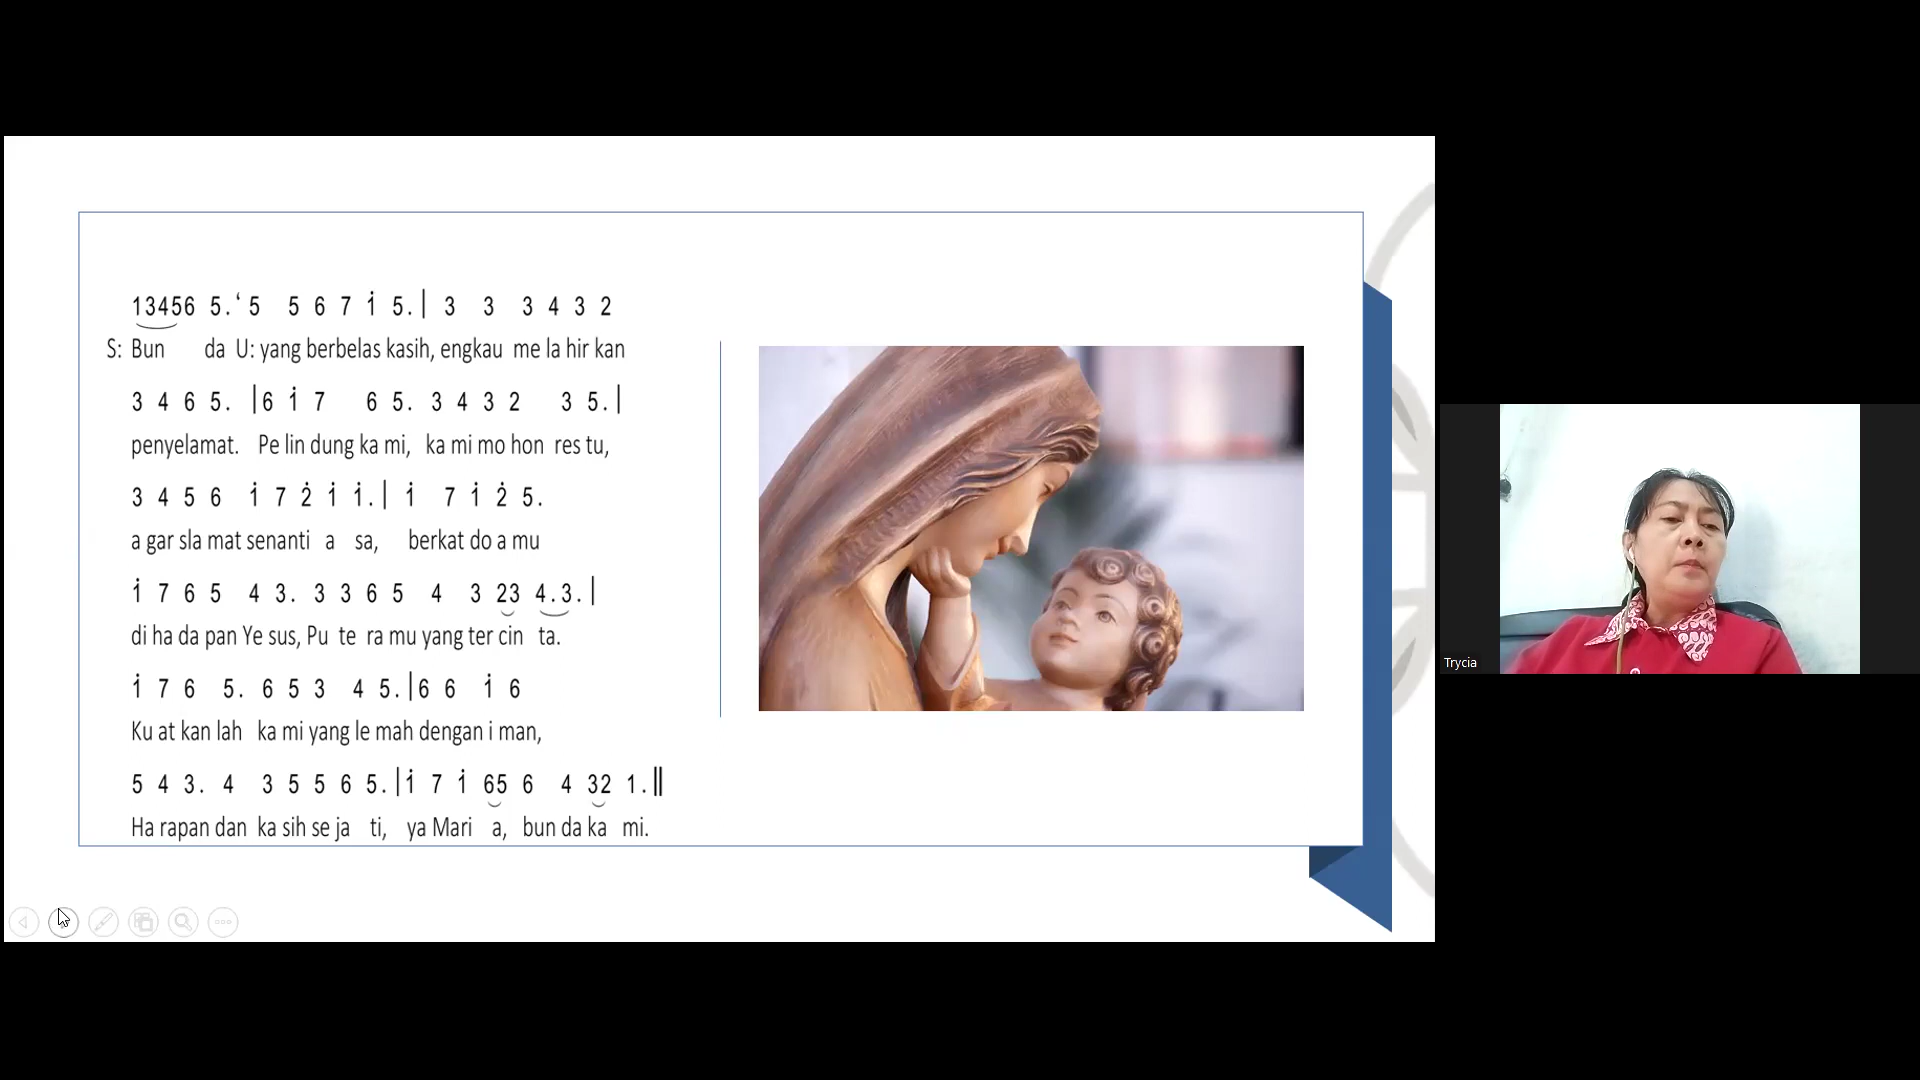 13456 5.‘5 5 6 7 i 5.| 3 3 3 4 3 2
S: Bun da U: yang berbelas kasih, engkau me la hir kan
3 4 6 5. |6 i 7 6 5. 3 4 3 2 3 5.|
penyelamat. Pe lin dung ka mi, ka mi mo hon res tu,
3 4 5 6 i 7 2̇ i i.| i 7 i 2̇ 5.
a gar sla mat senanti a sa, berkat do a mu
i 7 6 5 4 3. 3 3 6 5 4 3 23 4.3.|
di ha da pan Ye sus, Pu te ra mu yang ter cin ta.
i 7 6 5. 6 5 3 4 5.|6 6 i 6
Ku at kan lah ka mi yang le mah dengan i man,
5 4 3. 4 3 5 5 6 5.|i 7 i 65 6 4 32 1.||
Ha rapan dan ka sih se ja ti, ya Mari a, bun da ka mi.
Trycia